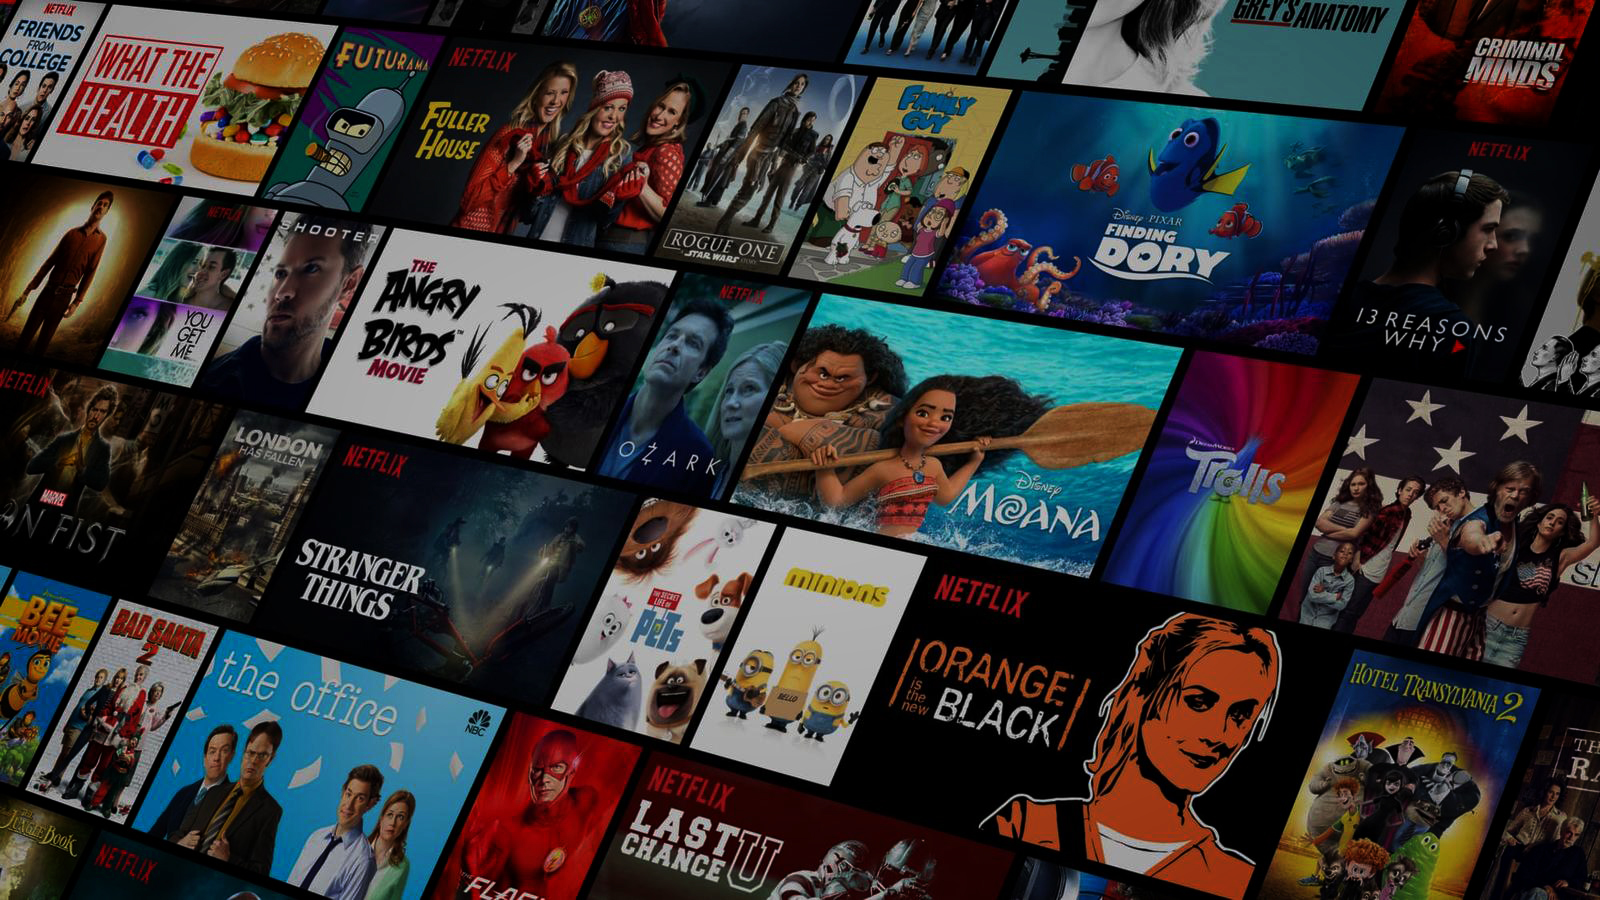 NETFLIX
FRIENDS
FROM
COLLEGE
WHAT THE
HEALTH
FUTURAMA
NETFLIX
FULLER
HOUSE
ROGUE ONE
A STAR WARS STORY
FAMILY
GUY
GREY'S ANATOMY
CRIMINAL
MINDS
DISNEY PIXAR
FINDING
DORY
NETFLIX
13 REASONS
WHY
NETFLIX
YOU
GET
ME
SHOOTER
THE
ANGRY
BIRDS
MOVIE
NETFLIX
OZARK
DISNEY
MOANA
DREAMWORKS
Trolls
NETFLIX
MARVEL
ON FIST
LONDON
HAS FALLEN
NETFLIX
STRANGER
THINGS
THE SECRET
LIFE OF
PETS
minions
BELLO
NETFLIX
ORANGE
is
the
new
BLACK
HOTEL TRANSYLVANIA 2
BEE
MOVIE
BAD SANTA
2
the office
NBC
THE
FLASH
NETFLIX
LAST
CHANCE
U
THE
JUNGLE BOOK
NETFLIX